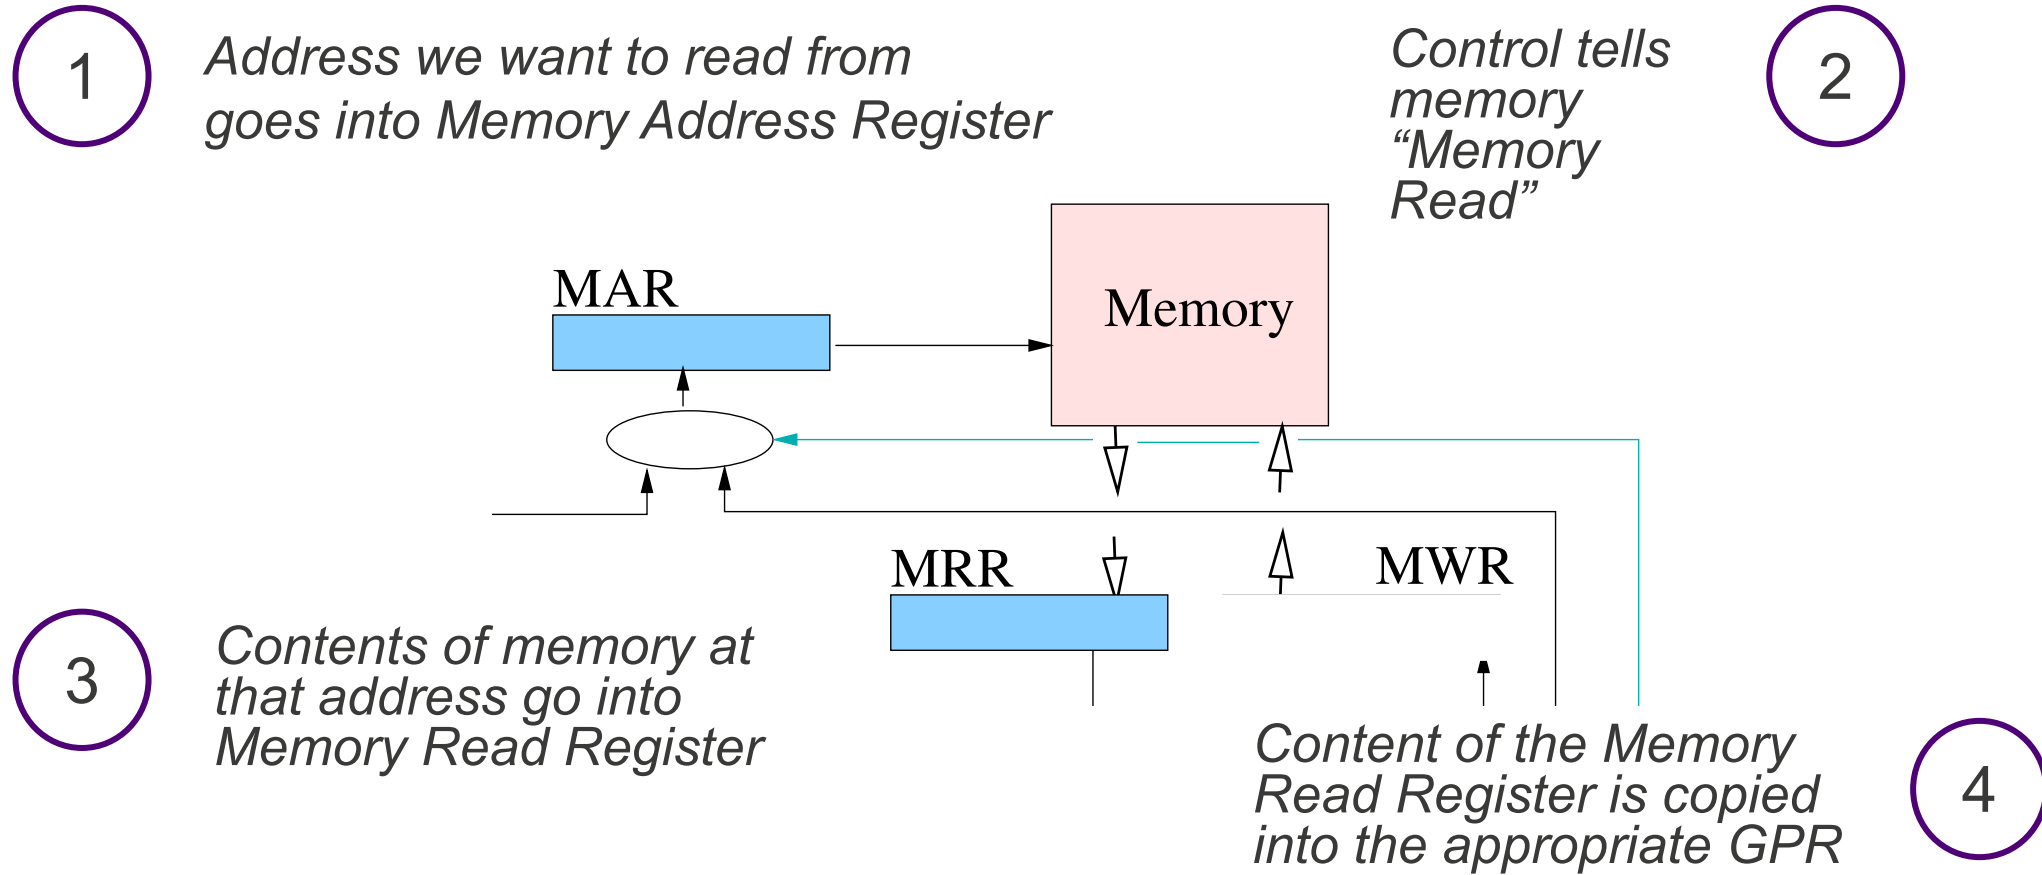 1
Address we want to read from
goes into Memory Address Register
Control tells
memory
“Memory
Read”
2
MAR
Memory
MRR
MWR
3
Contents of memory at
that address go into
Memory Read Register
Content of the Memory
Read Register is copied
into the appropriate GPR
4